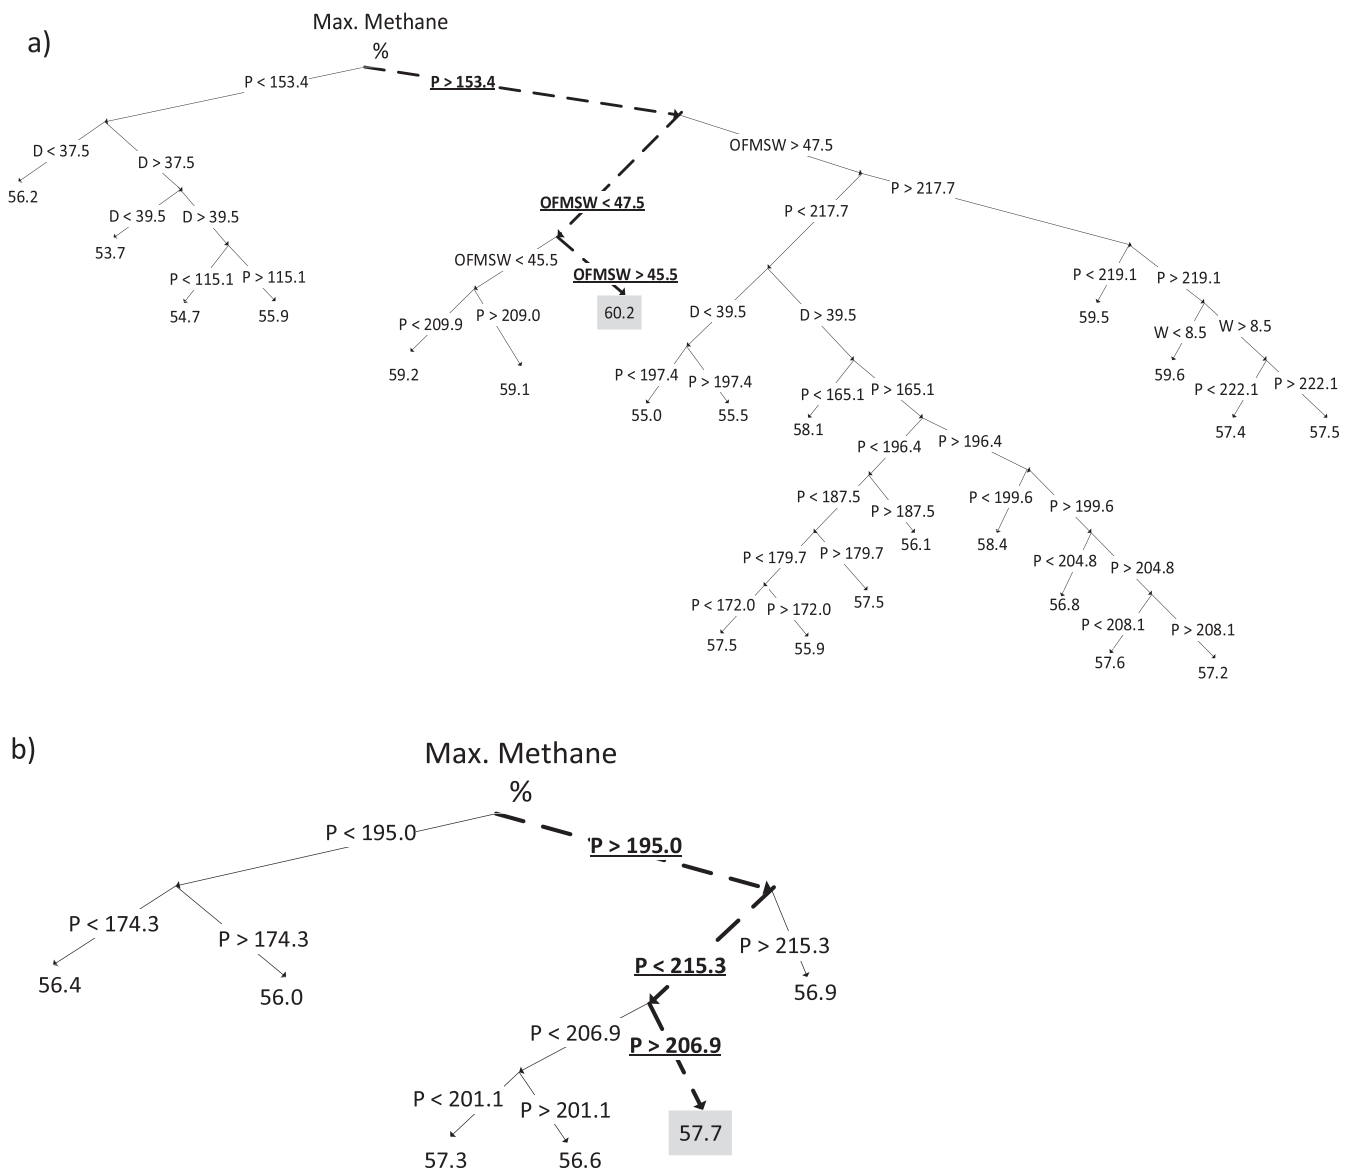 a)
Max. Methane
%
P < 153.4
P > 153.4
D < 37.5
D > 37.5
56.2
D < 39.5
D > 39.5
53.7
P < 115.1
P > 115.1
54.7
55.9
OFMSW > 47.5
OFMSW < 47.5
OFMSW < 45.5
OFMSW > 45.5
60.2
P < 209.9
P > 209.0
59.2
59.1
P < 217.7
P > 217.7
D < 39.5
D > 39.5
P < 197.4
P > 197.4
55.0
55.5
P < 165.1
P > 165.1
58.1
P < 196.4
P > 196.4
P < 187.5
P > 187.5
56.1
P < 179.7
P > 179.7
57.5
P < 172.0
P > 172.0
57.5
55.9
P < 199.6
P > 199.6
58.4
P < 204.8
P > 204.8
56.8
P < 208.1
P > 208.1
57.6
57.2
P < 219.1
P > 219.1
59.5
W < 8.5
W > 8.5
59.6
P < 222.1
P > 222.1
57.4
57.5
b)
Max. Methane
%
P < 195.0
P > 195.0
P < 174.3
P > 174.3
56.4
56.0
P < 215.3
P > 215.3
56.9
P < 206.9
P > 206.9
57.7
P < 201.1
P > 201.1
57.3
56.6